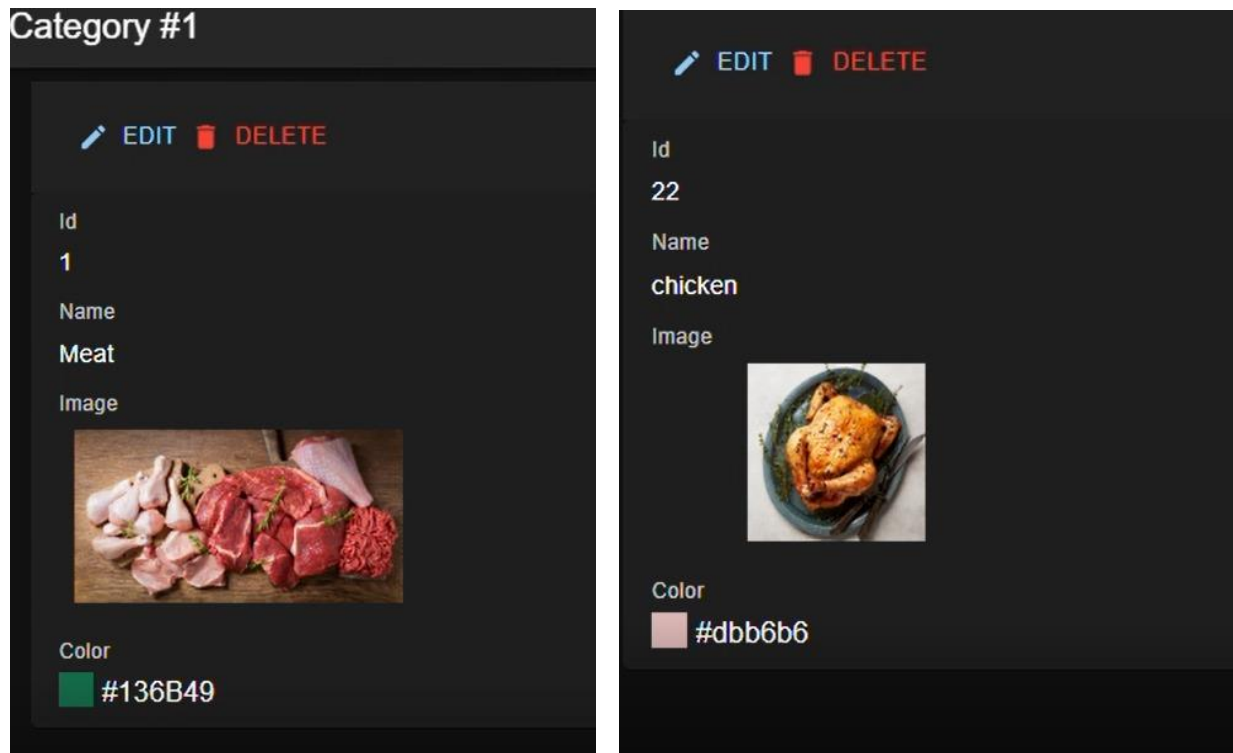 Category #1
EDIT DELETE
Id
1
Name
Meat
Image
Color
#136B49
EDIT DELETE
Id
22
Name
chicken
Image
Color
#dbb6b6